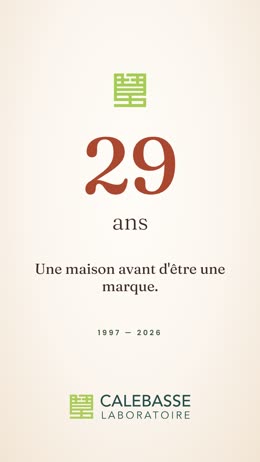 29
ans
Une maison avant d'être une
marque.
1997 — 2026
CALEBASSE
LABORATOIRE